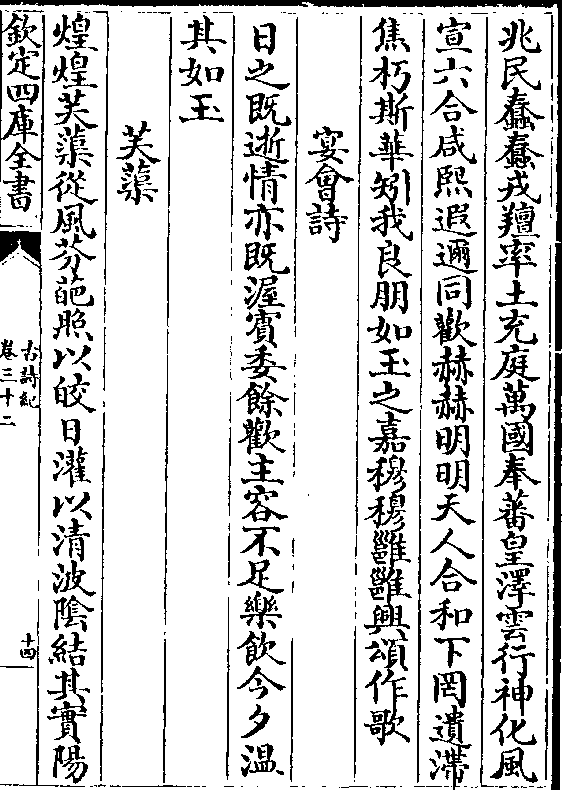 兆民蠢蠢戎羶率土充庭萬國奉蕃皇澤雲行神化風
宣六合咸熙遐邇同歡赫赫明明天人合和下罔遺滯
焦朽斯華矧我良朋如玉之嘉穆穆雝雝興頌作歌
宴會詩
日之既逝情亦既渥賓委餘歡主容不足樂飲今夕温
其如玉
芙蕖
煌煌芙蕖從風芬葩照以皎日灌以清波陰結其實陽
欽定四庫全書
古詩紀
卷三十二
十四